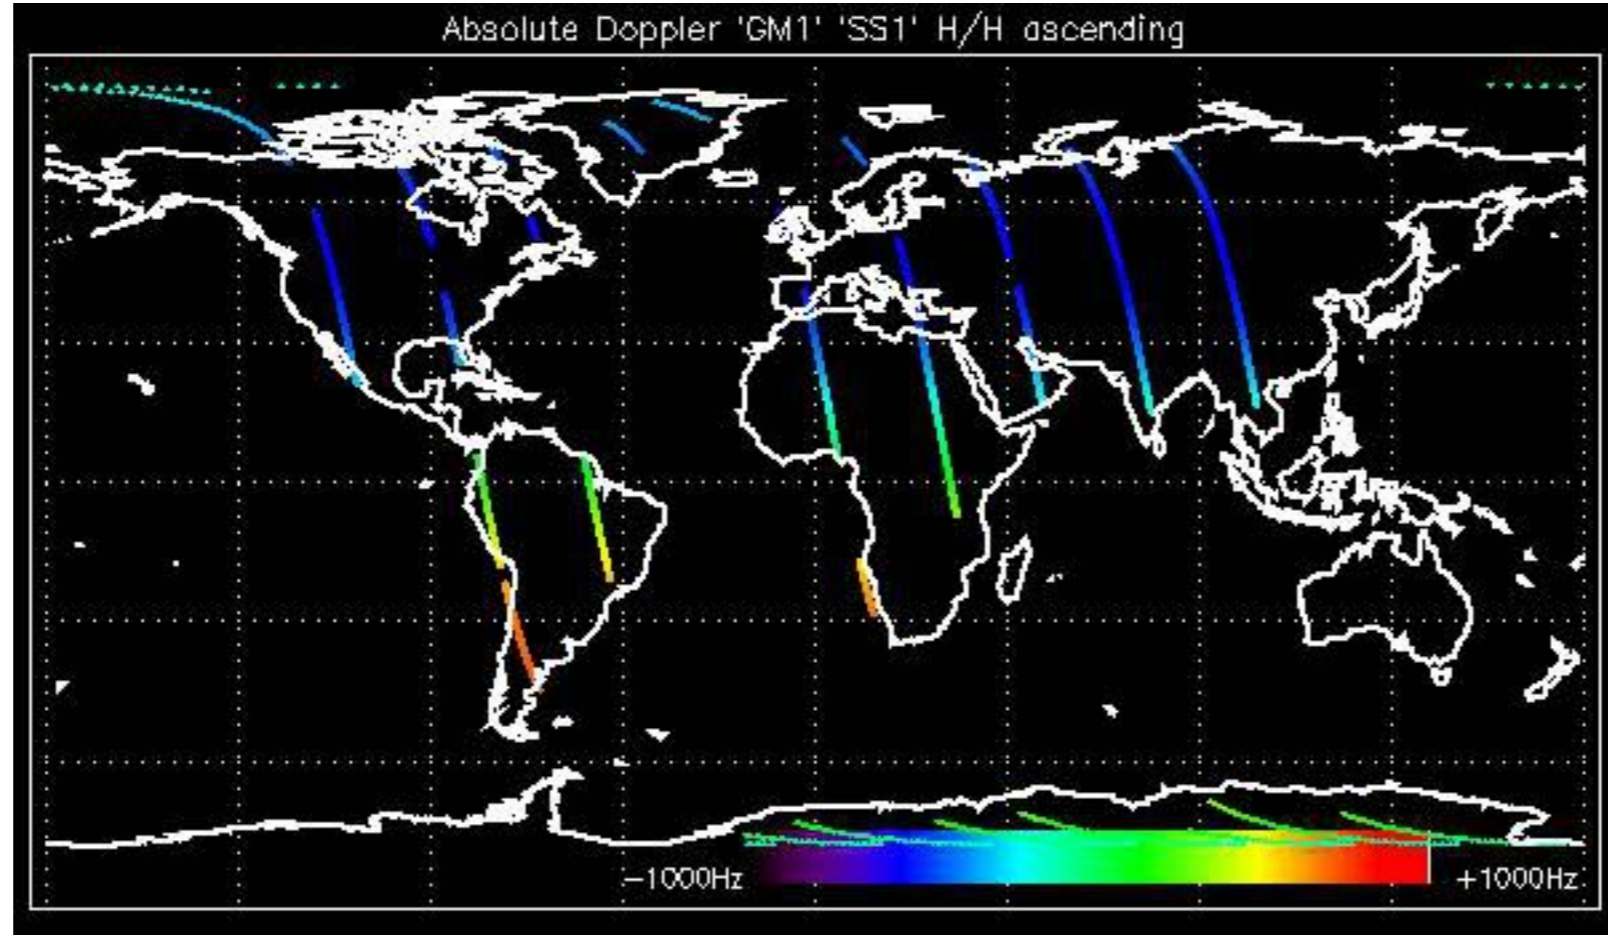 Absolute Doppler 'GM1' 'SS1' H/H ascending
−1000Hz
+1000Hz